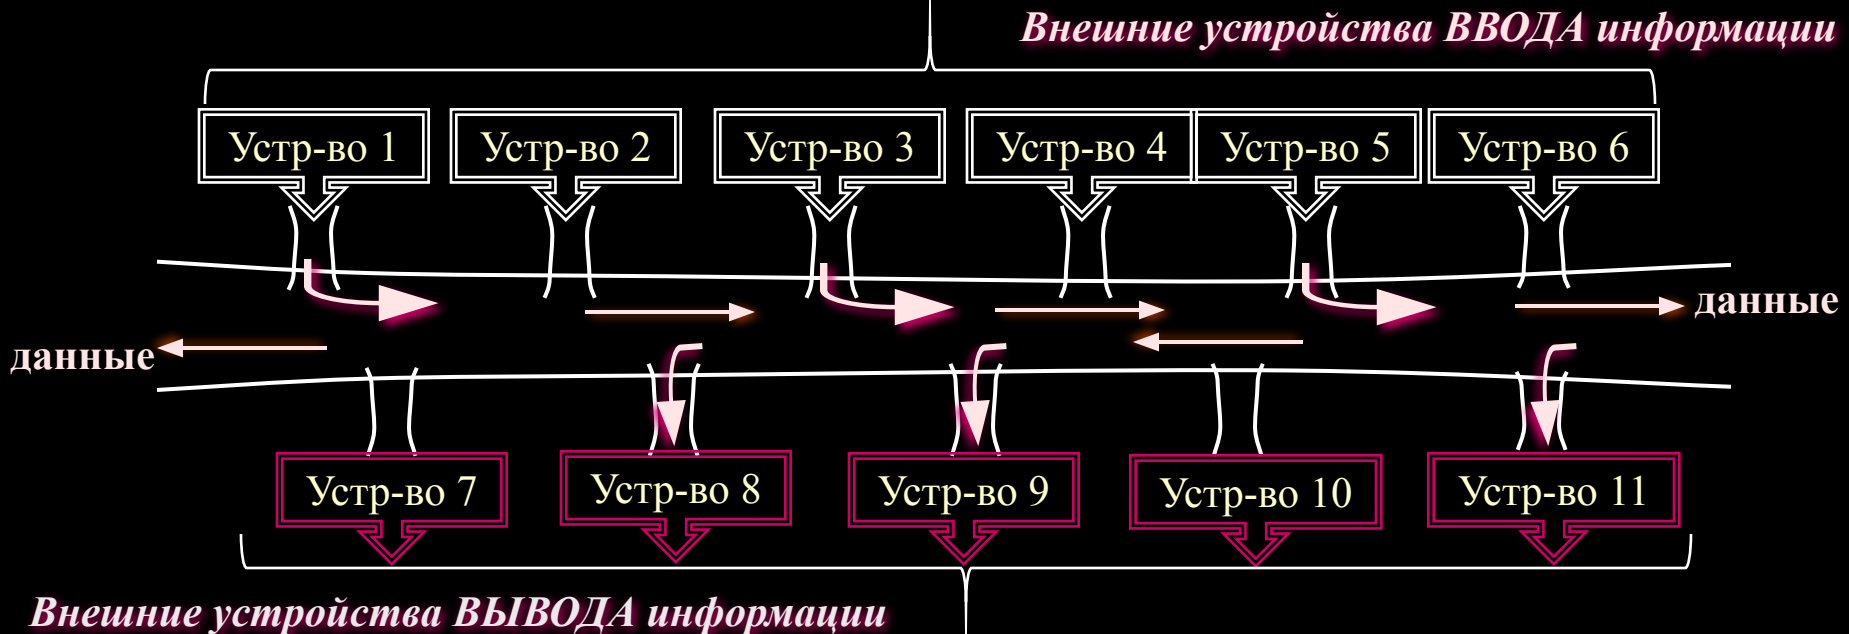 Внешние устройства ВВОДА информации
Устр-во 1
Устр-во 2
Устр-во 3
Устр-во 4
Устр-во 5
Устр-во 6
данные
данные
Устр-во 7
Устр-во 8
Устр-во 9
Устр-во 10
Устр-во 11
Внешние устройства ВЫВОДА информации